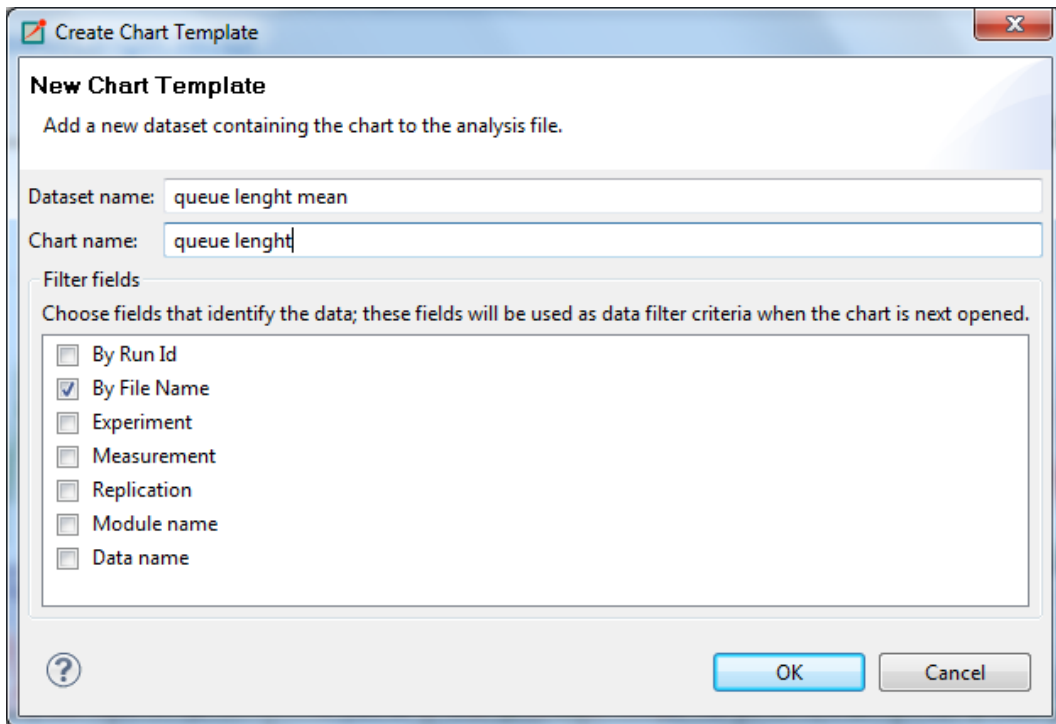 Create Chart Template
X
New Chart Template
Add a new dataset containing the chart to the analysis file.
Dataset name: queue lenght mean
Chart name: queue lenght
Filter fields
Choose fields that identify the data; these fields will be used as data filter criteria when the chart is next opened.
By Run Id
By File Name
Experiment
Measurement
Replication
Module name
Data name
? OK Cancel